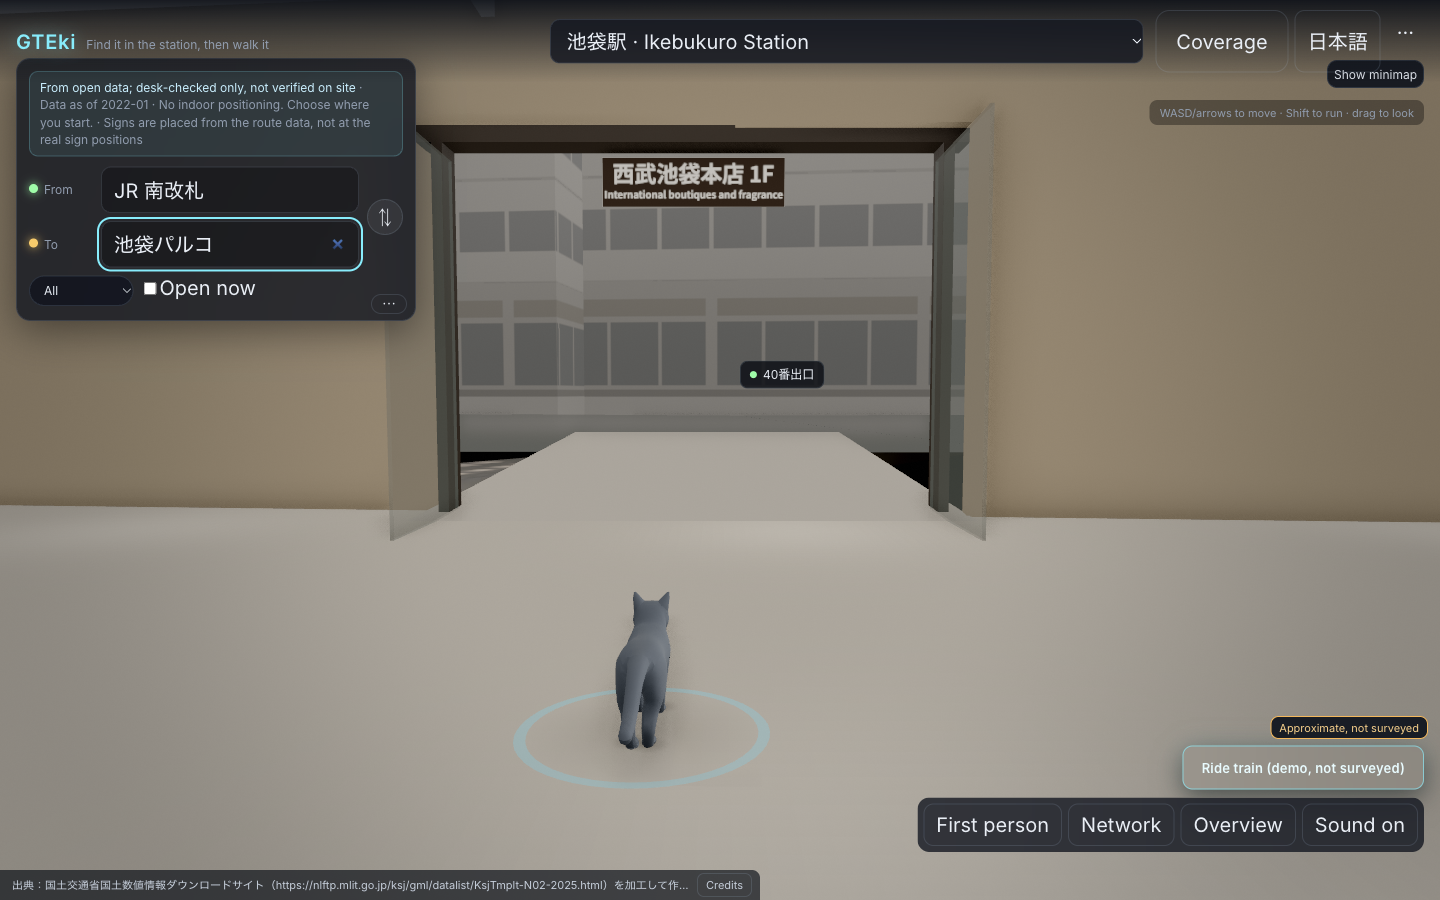 GTEki
Find it in the station, then walk it
池袋駅 · Ikebukuro Station
Coverage
日本語
...
Show minimap
WASD/arrows to move · Shift to run · drag to look
From open data; desk-checked only, not verified on site ·
Data as of 2022-01 · No indoor positioning. Choose where
you start. · Signs are placed from the route data, not at the
real sign positions
From
JR 南改札
To
池袋パルコ
All
Open now
...
西武池袋本店 1F
International boutiques and fragrance
40番出口
Approximate, not surveyed
Ride train (demo, not surveyed)
First person
Network
Overview
Sound on
出典：国土交通省国土数値情報ダウンロードサイト（https://nlftp.mlit.go.jp/ksj/gml/datalist/KsjTmplt-N02-2025.html）を加工して作...
Credits